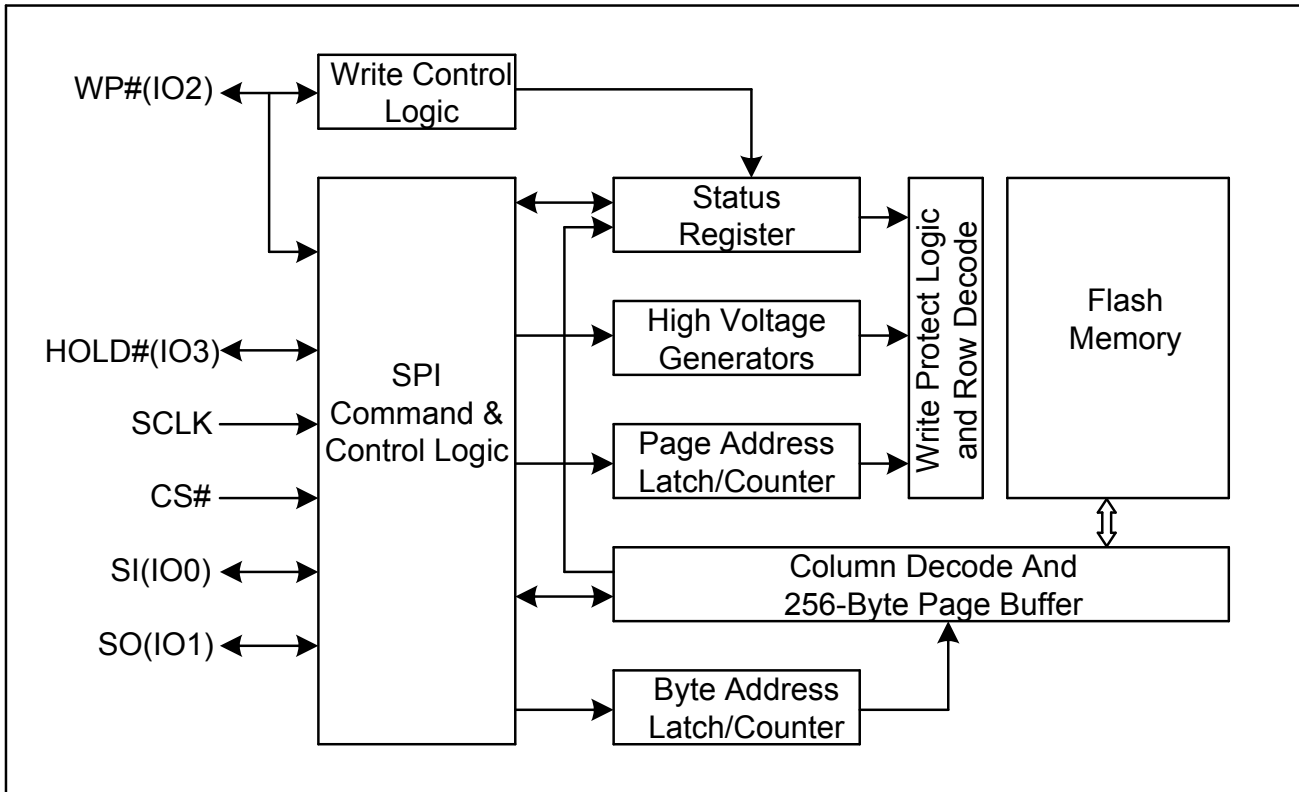 WP#(IO2)
Write Control
Logic
Status
Register
Write Protect Logic
and Row Decode
Flash
Memory
HOLD#(IO3)
High Voltage
Generators
SPI
Command &
Control Logic
SCLK
Page Address
Latch/Counter
CS#
SI(IO0)
Column Decode And
256-Byte Page Buffer
SO(IO1)
Byte Address
Latch/Counter